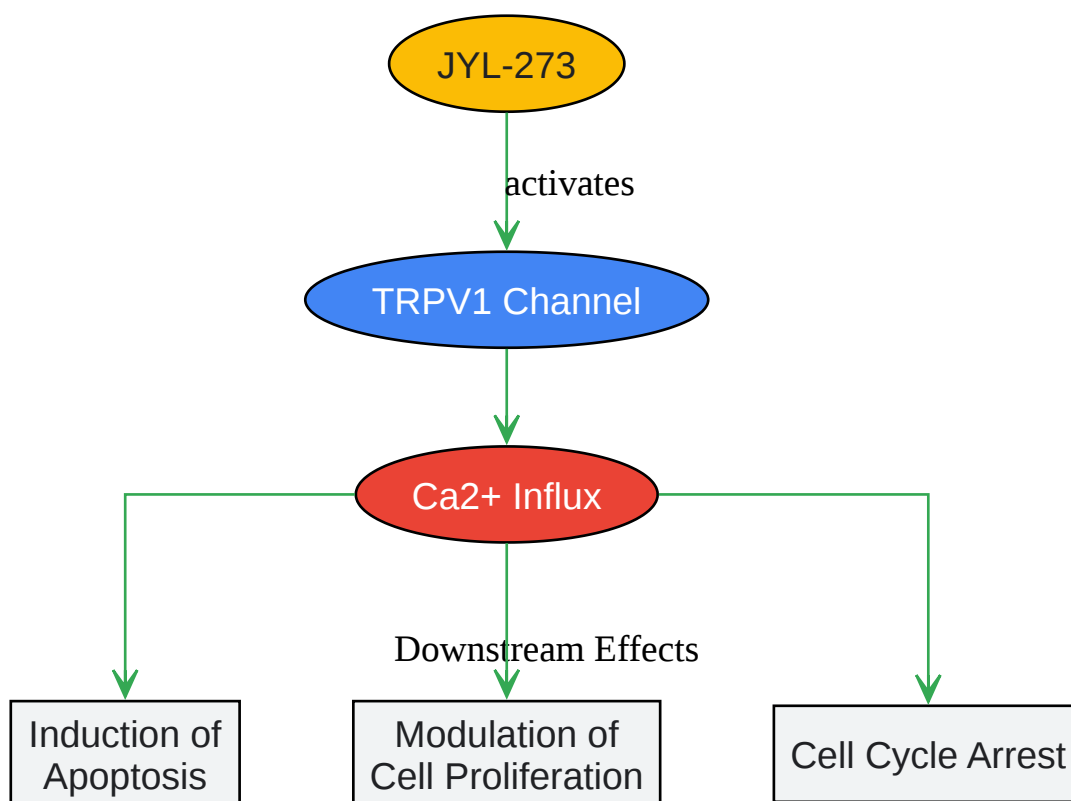 JYL-273
activates
TRPV1 Channel
Ca2+ Influx
Downstream Effects
Induction of
Apoptosis
Modulation of
Cell Proliferation
Cell Cycle Arrest